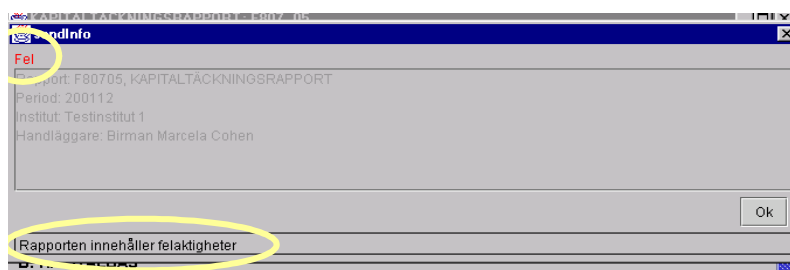 KAPITALTÄCKNINGSRAPPORT - F807_05
sendInfo
Fel
Rapport: F80705, KAPITALTÄCKNINGSRAPPORT
Period: 200112
Institut: Testinstitut 1
Handläggare: Birman Marcela Cohen
Ok
Rapporten innehåller felaktigheter